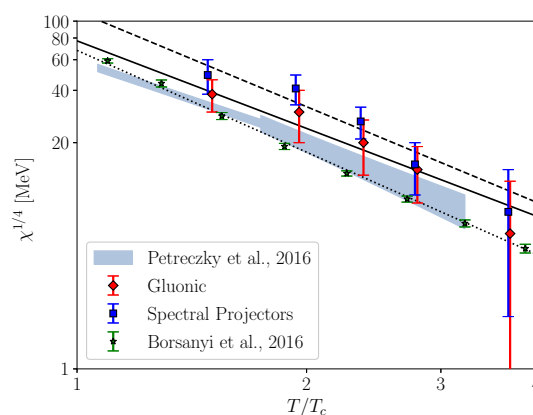 100
80
60
40
20
1
χ^{1/4} [MeV]
Petreczky et al., 2016
Gluonic
Spectral Projectors
Borsanyi et al., 2016
1
2
3
T/T_c